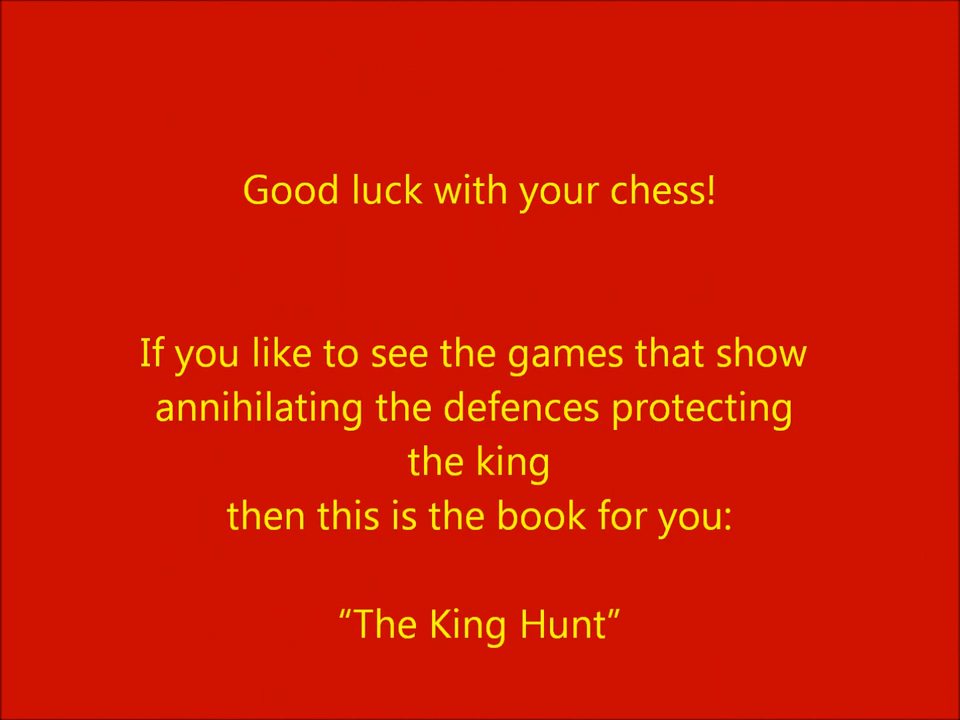 Good luck with your chess!
If you like to see the games that show
annihilating the defences protecting
the king
then this is the book for you:
“The King Hunt”